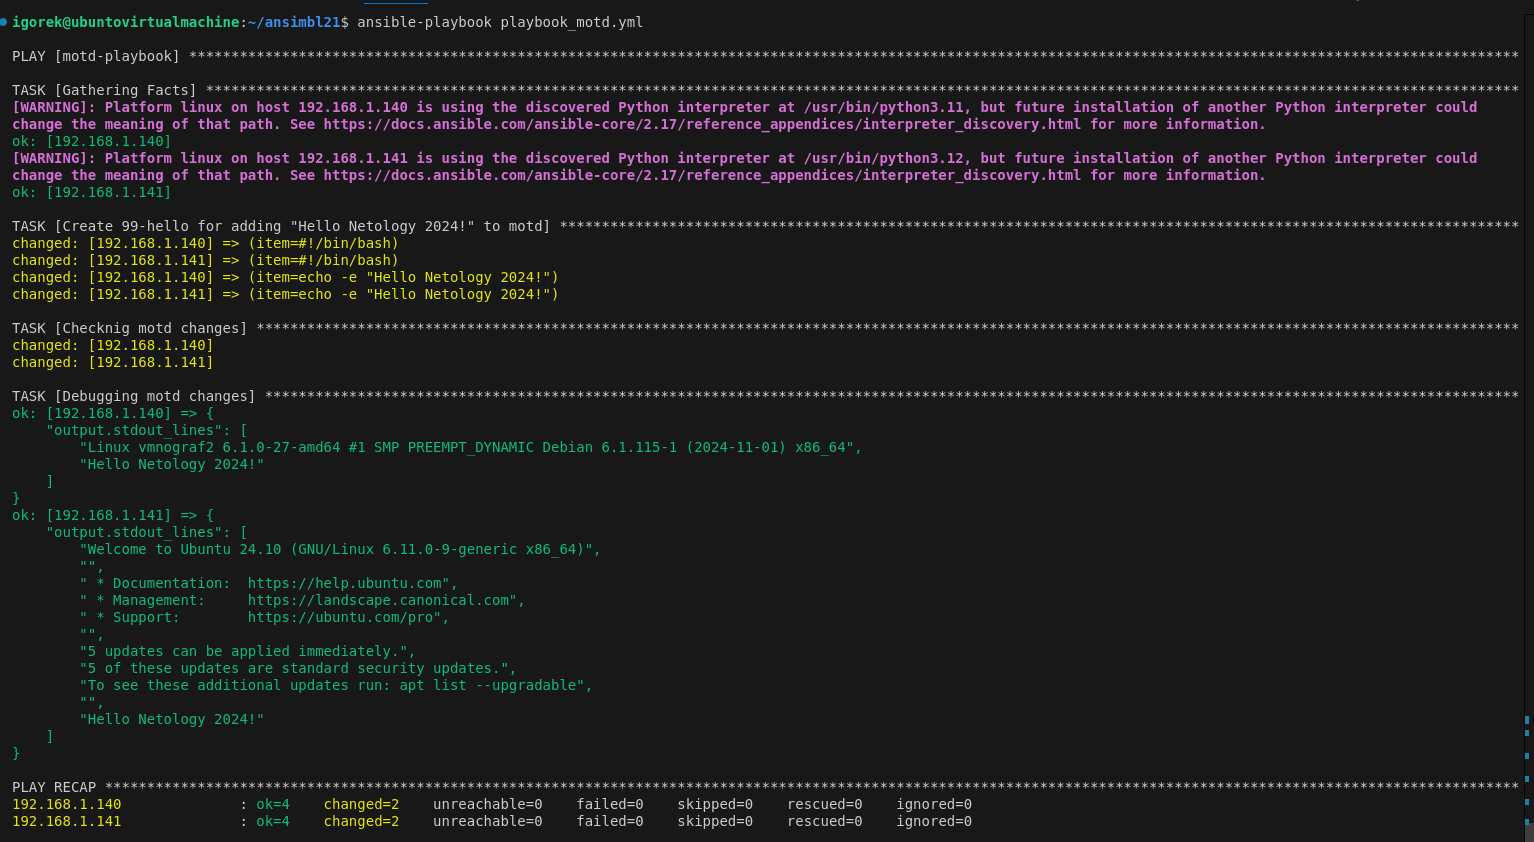 igorek@ubuntovirtualmachine:~/ansimbl21$ ansible-playbook playbook_motd.yml
PLAY [motd-playbook] **************************************************************************************************************************************************************
TASK [Gathering Facts] ************************************************************************************************************************************************************
[WARNING]: Platform linux on host 192.168.1.140 is using the discovered Python interpreter at /usr/bin/python3.11, but future installation of another Python interpreter could
change the meaning of that path. See https://docs.ansible.com/ansible-core/2.17/reference_appendices/interpreter_discovery.html for more information.
ok: [192.168.1.140]
[WARNING]: Platform linux on host 192.168.1.141 is using the discovered Python interpreter at /usr/bin/python3.12, but future installation of another Python interpreter could
change the meaning of that path. See https://docs.ansible.com/ansible-core/2.17/reference_appendices/interpreter_discovery.html for more information.
ok: [192.168.1.141]
TASK [Create 99-hello for adding "Hello Netology 2024!" to motd] ******************************************************************************************************************
changed: [192.168.1.140] => (item=#!/bin/bash)
changed: [192.168.1.141] => (item=#!/bin/bash)
changed: [192.168.1.140] => (item=echo -e "Hello Netology 2024!")
changed: [192.168.1.141] => (item=echo -e "Hello Netology 2024!")
TASK [Checknig motd changes] ******************************************************************************************************************************************************
changed: [192.168.1.140]
changed: [192.168.1.141]
TASK [Debugging motd changes] *****************************************************************************************************************************************************
ok: [192.168.1.140] => {
    "output.stdout_lines": [
        "Linux vmnograf2 6.1.0-27-amd64 #1 SMP PREEMPT_DYNAMIC Debian 6.1.115-1 (2024-11-01) x86_64",
        "Hello Netology 2024!"
    ]
}
ok: [192.168.1.141] => {
    "output.stdout_lines": [
        "Welcome to Ubuntu 24.10 (GNU/Linux 6.11.0-9-generic x86_64)",
        "",
        " * Documentation:  https://help.ubuntu.com",
        " * Management:     https://landscape.canonical.com",
        " * Support:        https://ubuntu.com/pro",
        "",
        "5 updates can be applied immediately.",
        "5 of these updates are standard security updates.",
        "To see these additional updates run: apt list --upgradable",
        "",
        "Hello Netology 2024!"
    ]
}
PLAY RECAP ************************************************************************************************************************************************************************
192.168.1.140              : ok=4    changed=2    unreachable=0    failed=0    skipped=0    rescued=0    ignored=0
192.168.1.141              : ok=4    changed=2    unreachable=0    failed=0    skipped=0    rescued=0    ignored=0